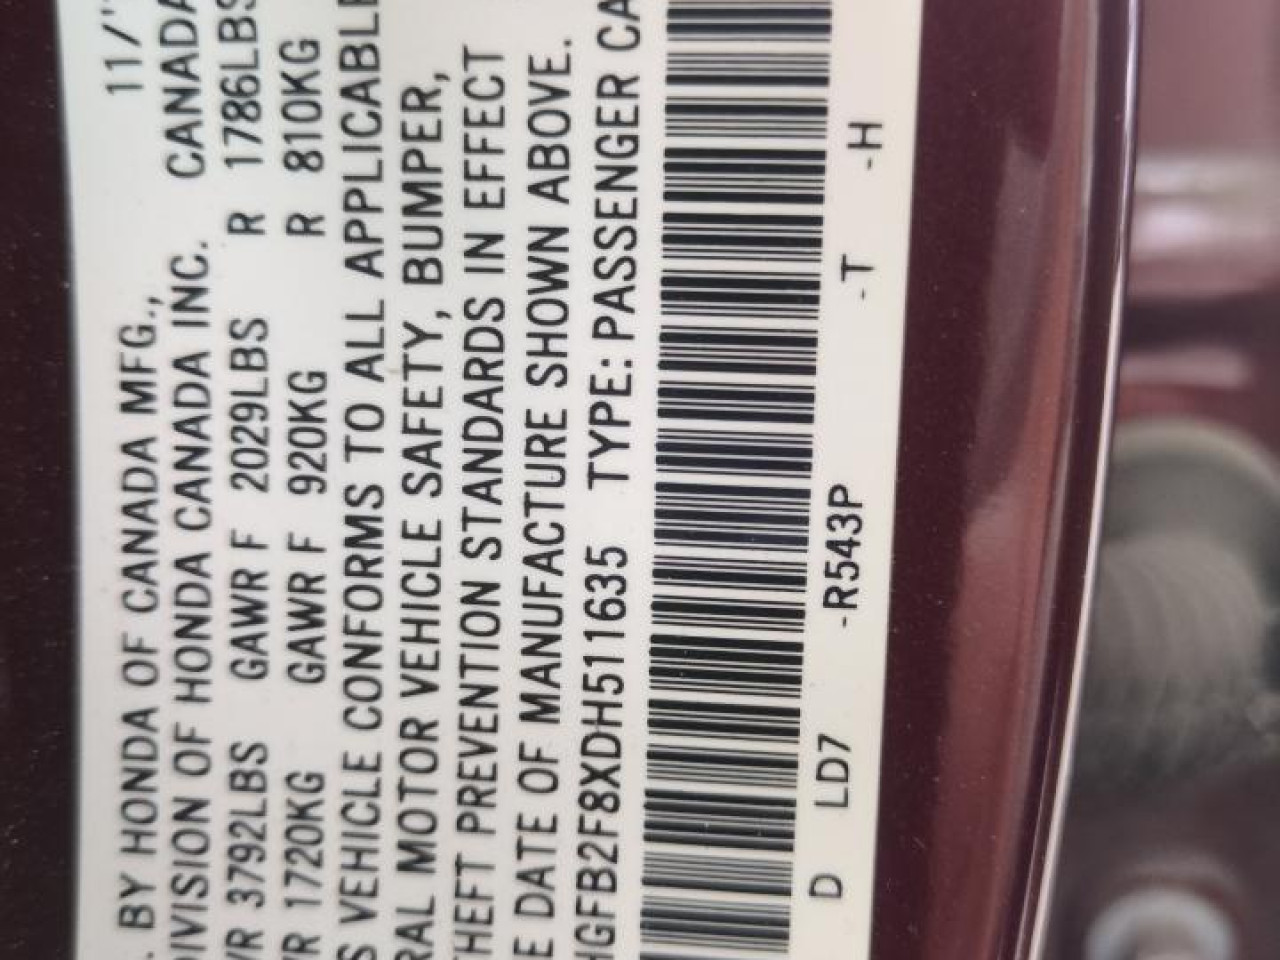 . BY HONDA OF CANADA MFG., 11/'
DIVISION OF HONDA CANADA INC. CANADA
VR 3792LBS GAWR F 2029LBS R 1786LBS
VR 1720KG GAWR F 920KG R 810KG
S VEHICLE CONFORMS TO ALL APPLICABLE
RAL MOTOR VEHICLE SAFETY, BUMPER,
THEFT PREVENTION STANDARDS IN EFFECT
E DATE OF MANUFACTURE SHOWN ABOVE.
HGFB2F8XDH511635 TYPE: PASSENGER CA
D LD7 -R543P -T -H